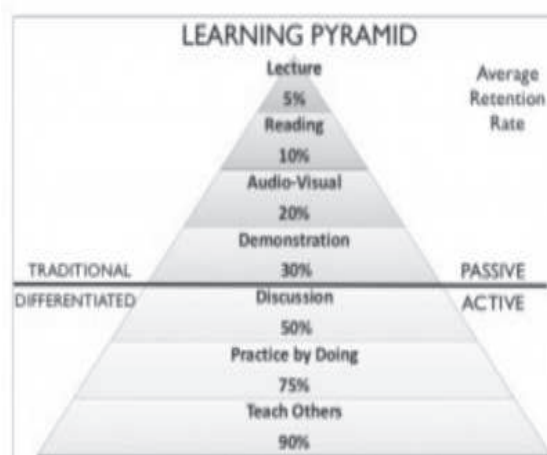 LEARNING PYRAMID
Lecture
5%
Average
Retention
Rate
Reading
10%
Audio-Visual
20%
Demonstration
30%
TRADITIONAL
PASSIVE
DIFFERENTIATED
ACTIVE
Discussion
50%
Practice by Doing
75%
Teach Others
90%